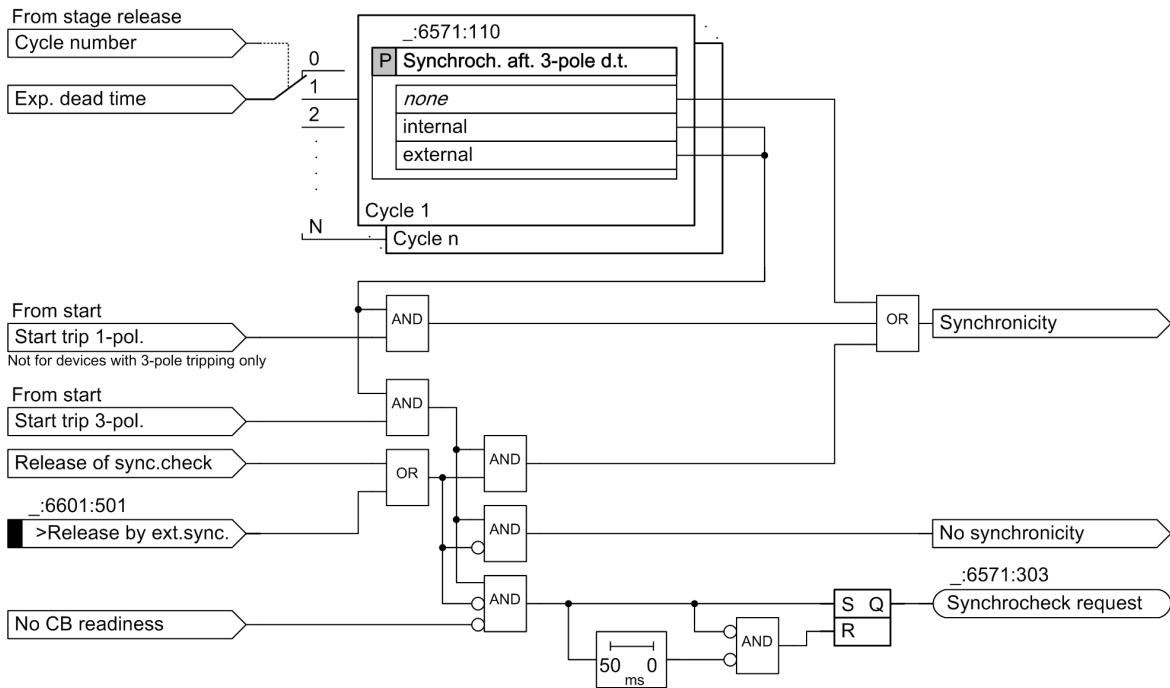 From stage release
Cycle number
Exp. dead time
0
1
2
N
_:6571:110
P Synchroch. aft. 3-pole d.t.
none
internal
external
Cycle 1
Cycle n
From start
Start trip 1-pol.
Not for devices with 3-pole tripping only
AND
OR
Synchronicity
From start
Start trip 3-pol.
AND
Release of sync.check
OR
AND
_:6601:501
>Release by ext.sync.
AND
No synchronicity
No CB readiness
AND
_:6571:303
S Q
R
Synchrocheck request
AND
50 0
ms